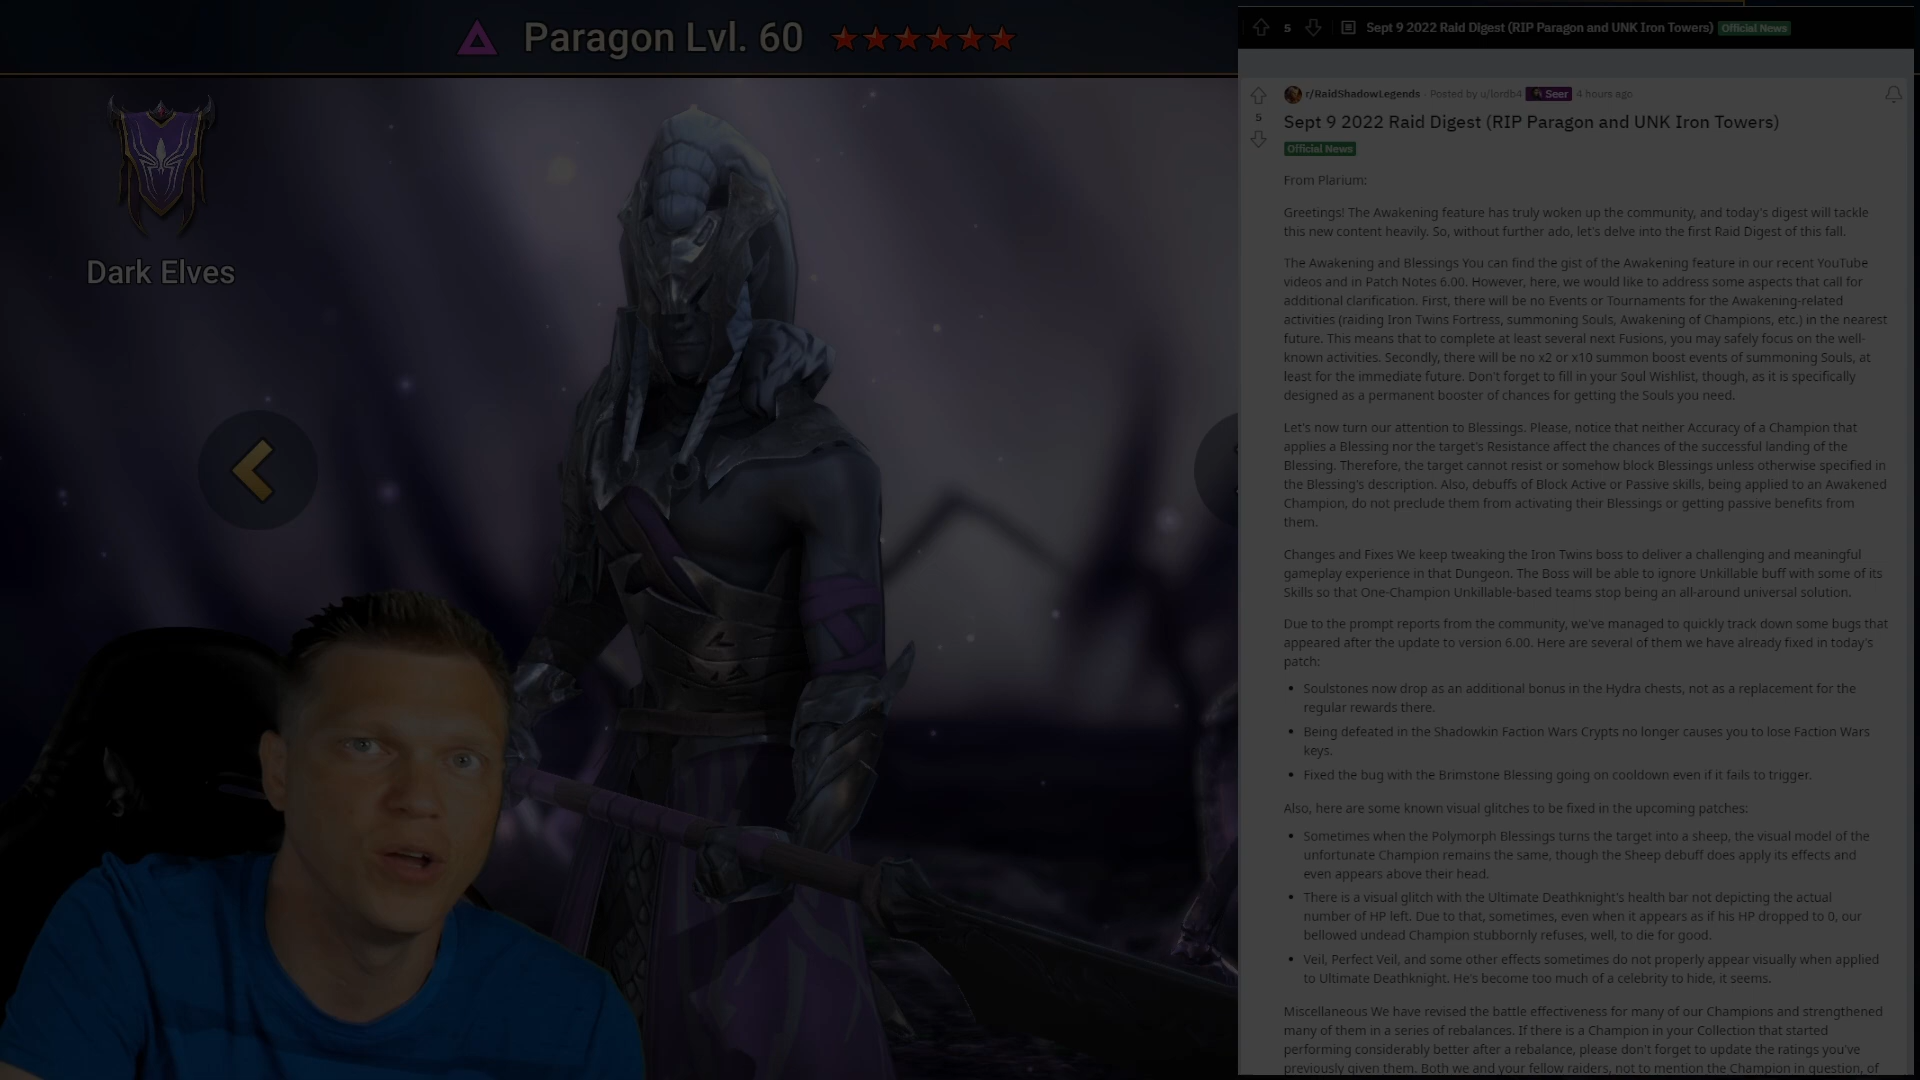 Paragon Lvl. 60
Dark Elves
5 Sept 9 2022 Raid Digest (RIP Paragon and UNK Iron Towers) Official News
r/RaidShadowLegends · Posted by u/lordb4 Seer 4 hours ago
5
Sept 9 2022 Raid Digest (RIP Paragon and UNK Iron Towers)
Official News
From Plarium:
Greetings! The Awakening feature has truly woken up the community, and today's digest will tackle
this new content heavily. So, without further ado, let's delve into the first Raid Digest of this fall.
The Awakening and Blessings You can find the gist of the Awakening feature in our recent YouTube
videos and in Patch Notes 6.00. However, here, we would like to address some aspects that call for
additional clarification. First, there will be no Events or Tournaments for the Awakening-related
activities (raiding Iron Twins Fortress, summoning Souls, Awakening of Champions, etc.) in the nearest
future. This means that to complete at least several next Fusions, you may safely focus on the well-
known activities. Secondly, there will be no x2 or x10 summon boost events of summoning Souls, at
least for the immediate future. Don't forget to fill in your Soul Wishlist, though, as it is specifically
designed as a permanent booster of chances for getting the Souls you need.
Let's now turn our attention to Blessings. Please, notice that neither Accuracy of a Champion that
applies a Blessing nor the target's Resistance affect the chances of the successful landing of the
Blessing. Therefore, the target cannot resist or somehow block Blessings unless otherwise specified in
the Blessing's description. Also, debuffs of Block Active or Passive skills, being applied to an Awakened
Champion, do not preclude them from activating their Blessings or getting passive benefits from
them.
Changes and Fixes We keep tweaking the Iron Twins boss to deliver a challenging and meaningful
gameplay experience in that Dungeon. The Boss will be able to ignore Unkillable buff with some of its
Skills so that One-Champion Unkillable-based teams stop being an all-around universal solution.
Due to the prompt reports from the community, we've managed to quickly track down some bugs that
appeared after the update to version 6.00. Here are several of them we have already fixed in today's
patch:
• Soulstones now drop as an additional bonus in the Hydra chests, not as a replacement for the
regular rewards there.
• Being defeated in the Shadowkin Faction Wars Crypts no longer causes you to lose Faction Wars
keys.
• Fixed the bug with the Brimstone Blessing going on cooldown even if it fails to trigger.
Also, here are some known visual glitches to be fixed in the upcoming patches:
• Sometimes when the Polymorph Blessings turns the target into a sheep, the visual model of the
unfortunate Champion remains the same, though the Sheep debuff does apply its effects and
even appears above their head.
• There is a visual glitch with the Ultimate Deathknight's health bar not depicting the actual
number of HP left. Due to that, sometimes, even when it appears as if his HP dropped to 0, our
bellowed undead Champion stubbornly refuses, well, to die for good.
• Veil, Perfect Veil, and some other effects sometimes do not properly appear visually when applied
to Ultimate Deathknight. He's become too much of a celebrity to hide, it seems.
Miscellaneous We have revised the battle effectiveness for many of our Champions and strengthened
many of them in a series of rebalances. If there is a Champion in your Collection that started
performing considerably better after a rebalance, please don't forget to update the ratings you've
previously given them. Both we and your fellow raiders, not to mention the Champion in question, of